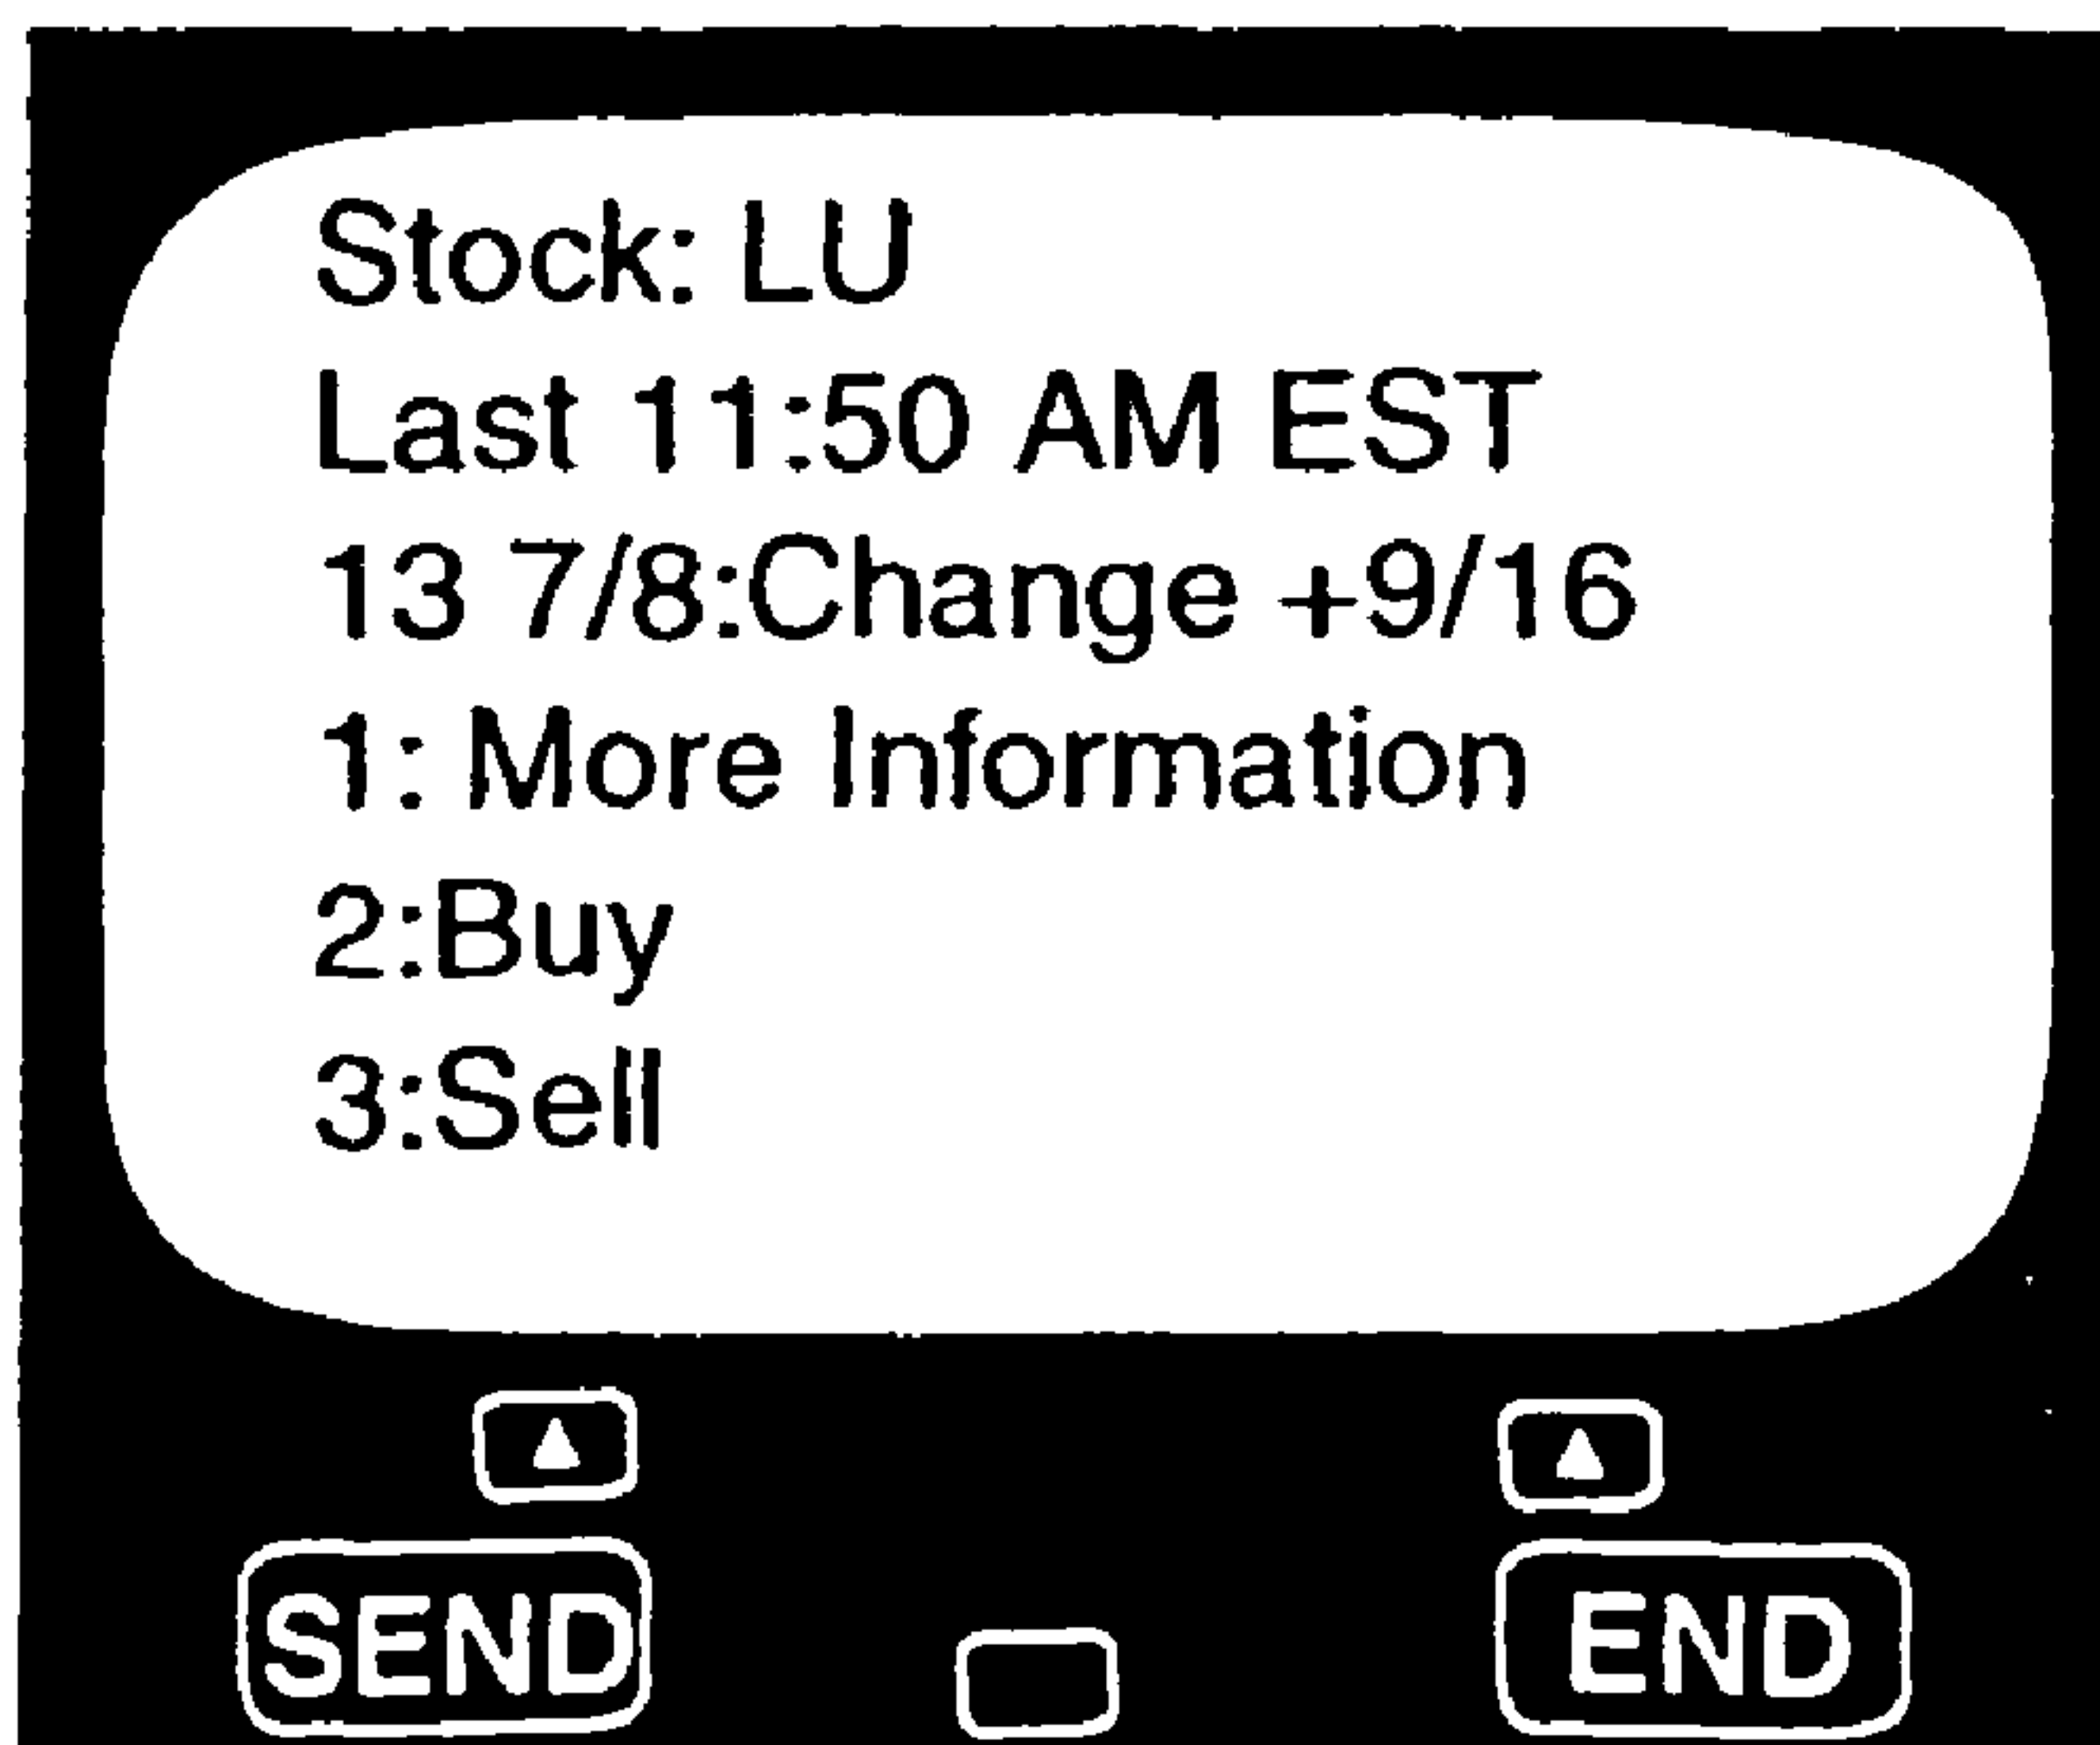 Stock: LU
Last 11:50 AM EST
13 7/8:Change +9/16
1: More Information
2:Buy
3:Sell
SEND
END